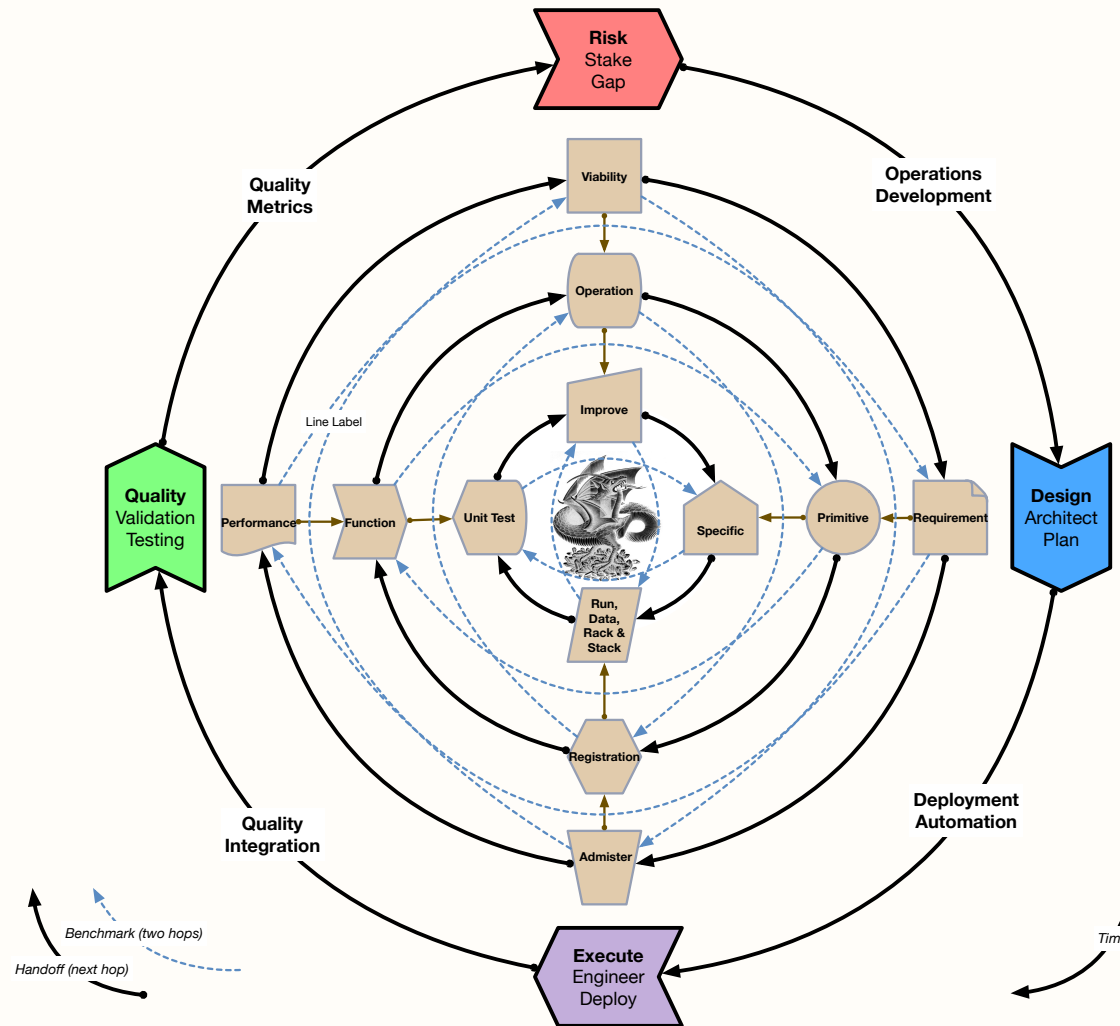 Risk
Stake
Gap
Quality
Metrics
Operations
Development
Viability
Operation
Improve
Line Label
Quality
Validation
Testing
Performance
Function
Unit Test
Specific
Primitive
Requirement
Design
Architect
Plan
Run,
Data,
Rack &
Stack
Registration
Quality
Integration
Deployment
Automation
Admister
Benchmark (two hops)
Handoff (next hop)
Execute
Engineer
Deploy
Tim